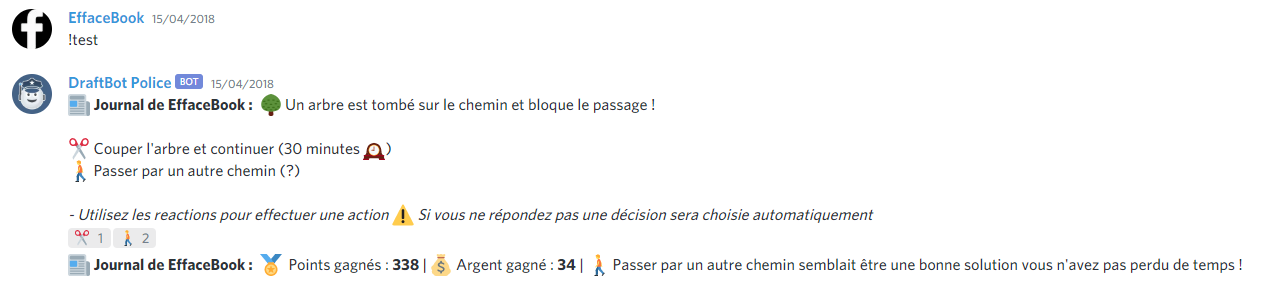 EffaceBook 15/04/2018
!test
DraftBot Police BOT 15/04/2018
Journal de EffaceBook : Un arbre est tombé sur le chemin et bloque le passage !
Couper l'arbre et continuer (30 minutes )
Passer par un autre chemin (?)
- Utilisez les reactions pour effectuer une action Si vous ne répondez pas une décision sera choisie automatiquement
1 2
Journal de EffaceBook : Points gagnés : 338 | Argent gagné : 34 | Passer par un autre chemin semblait être une bonne solution vous n'avez pas perdu de temps !